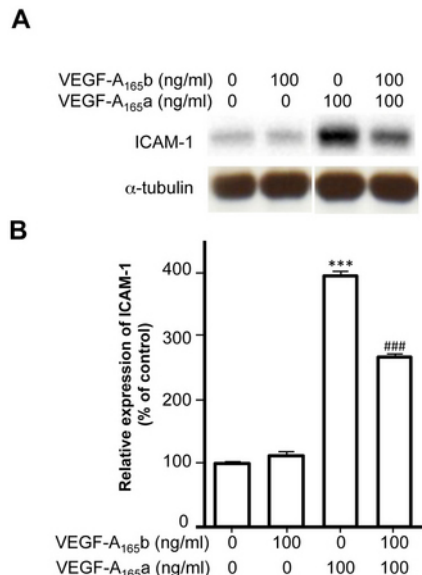 A
VEGF-A₁₆₅b (ng/ml) 0 100 0 100
VEGF-A₁₆₅a (ng/ml) 0 0 100 100
ICAM-1
α-tubulin
B
Relative expression of ICAM-1
(% of control)
400
300
200
100
0
***
###
VEGF-A₁₆₅b (ng/ml) 0 100 0 100
VEGF-A₁₆₅a (ng/ml) 0 0 100 100